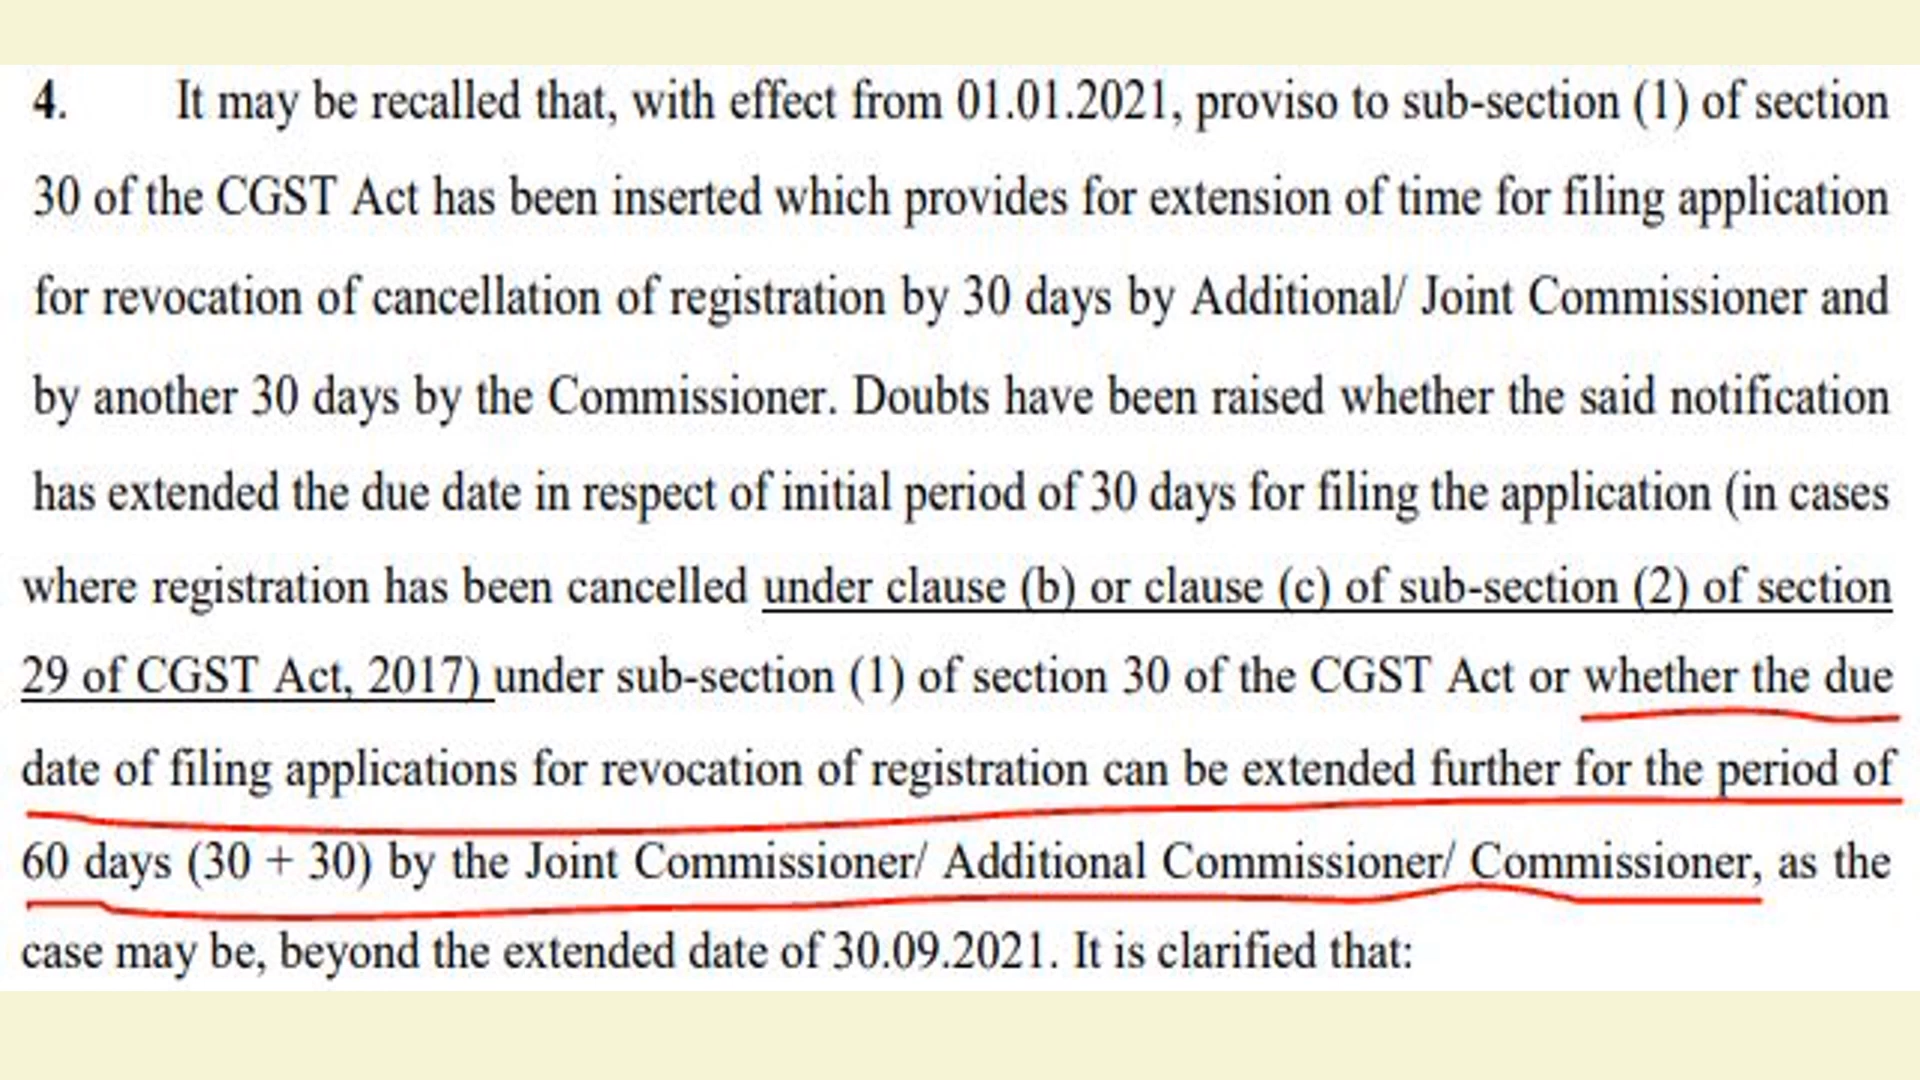 4. It may be recalled that, with effect from 01.01.2021, proviso to sub-section (1) of section
30 of the CGST Act has been inserted which provides for extension of time for filing application
for revocation of cancellation of registration by 30 days by Additional/ Joint Commissioner and
by another 30 days by the Commissioner. Doubts have been raised whether the said notification
has extended the due date in respect of initial period of 30 days for filing the application (in cases
where registration has been cancelled under clause (b) or clause (c) of sub-section (2) of section
29 of CGST Act, 2017) under sub-section (1) of section 30 of the CGST Act or whether the due
date of filing applications for revocation of registration can be extended further for the period of
60 days (30 + 30) by the Joint Commissioner/ Additional Commissioner/ Commissioner, as the
case may be, beyond the extended date of 30.09.2021. It is clarified that: